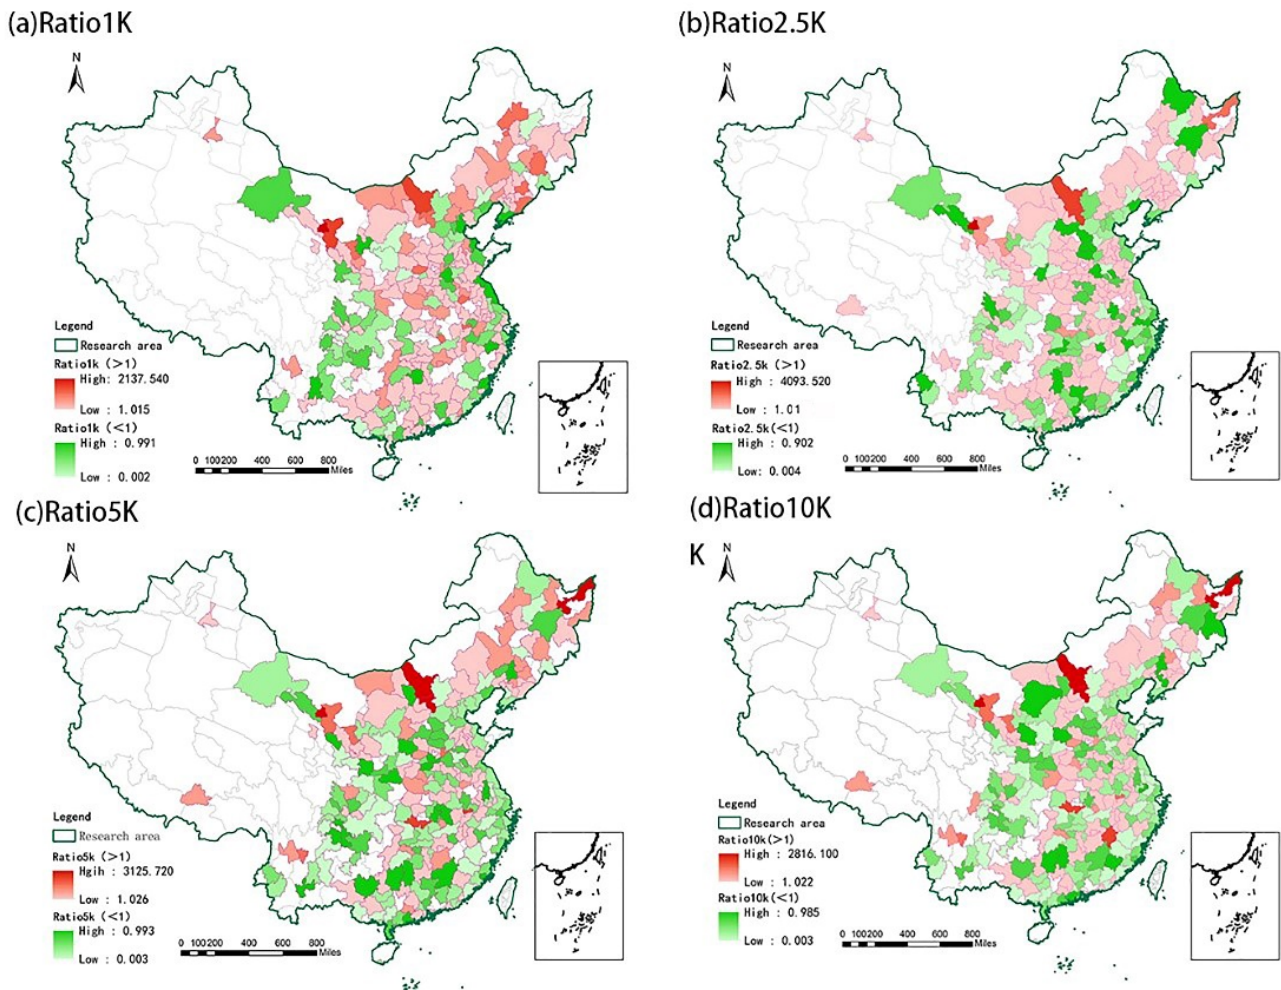 (a)Ratio1K
N
Legend
Research area
Ratio1k (>1)
High: 2137.540
Low : 1.015
Ratio1k (<1)
High : 0.991
Low : 0.002
0 100200 400 600 800
Miles
(b)Ratio2.5K
N
Legend
Research area
Ratio2.5k (>1)
High : 4093.520
Low : 1.01
Ratio2.5k(<1)
High : 0.902
Low: 0.004
0 100200 400 600 800
Miles
(c)Ratio5K
N
Legend
Research area
Ratio5k (>1)
Hgih : 3125.720
Low : 1.026
Ratio5k (<1)
High : 0.993
Low : 0.003
0 100200 400 600 800
Miles
(d)Ratio10K
K
N
Legend
Research area
Ratio10k(>1)
High : 2816.100
Low : 1.022
Ratio10k(<1)
High : 0.985
Low : 0.003
0 100200 400 600 800
Miles